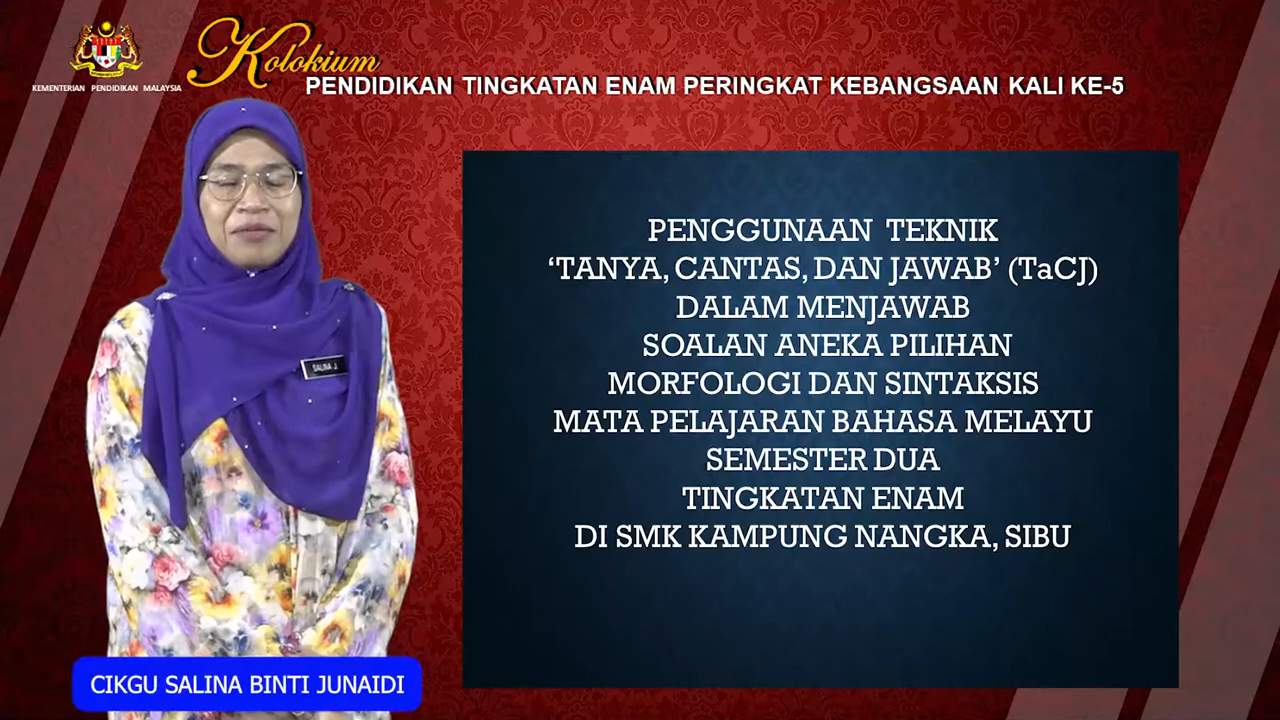 Kolokium
KEMENTERIAN PENDIDIKAN MALAYSIA
PENDIDIKAN TINGKATAN ENAM PERINGKAT KEBANGSAAN KALI KE-5
PENGGUNAAN TEKNIK
‘TANYA, CANTAS, DAN JAWAB’ (TaCJ)
DALAM MENJAWAB
SOALAN ANEKA PILIHAN
MORFOLOGI DAN SINTAKSIS
MATA PELAJARAN BAHASA MELAYU
SEMESTER DUA
TINGKATAN ENAM
DI SMK KAMPUNG NANGKA, SIBU
SALINA J.
CIKGU SALINA BINTI JUNAIDI